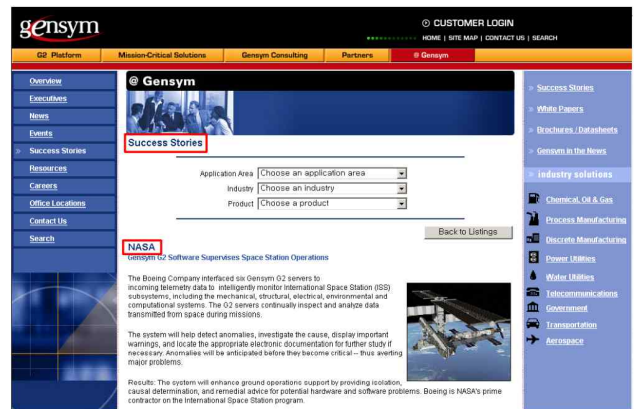 gensym
CUSTOMER LOGIN
HOME | SITE MAP | CONTACT US | SEARCH
G2 Platform
Mission-Critical Solutions
Gensym Consulting
Partners
@ Gensym
Overview
Executives
News
Events
» Success Stories
Resources
Careers
Office Locations
Contact Us
Search
@ Gensym
Success Stories
Application Area Choose an application area
Industry Choose an industry
Product Choose a product
Back to Listings
NASA
Gensym G2 Software Supervises Space Station Operations
The Boeing Company interfaced six Gensym G2 servers to
incoming telemetry data to intelligently monitor International Space Station (ISS)
subsystems, including the mechanical, structural, electrical, environmental and
computational systems. The G2 servers continually inspect and analyze data
transmitted from space during missions.
The system will help detect anomalies, investigate the cause, display important
warnings, and locate the appropriate electronic documentation for further study if
necessary. Anomalies will be anticipated before they become critical -- thus averting
major problems.
Results: The system will enhance ground operations support by providing isolation,
causal determination, and remedial advice for potential hardware and software problems. Boeing is NASA's prime
contractor on the International Space Station program.
» Success Stories
» White Papers
» Brochures / Datasheets
» Gensym in the News
» industry solutions
Chemical, Oil & Gas
Process Manufacturing
Discrete Manufacturing
Power Utilities
Water Utilities
Telecommunications
Government
Transportation
Aerospace